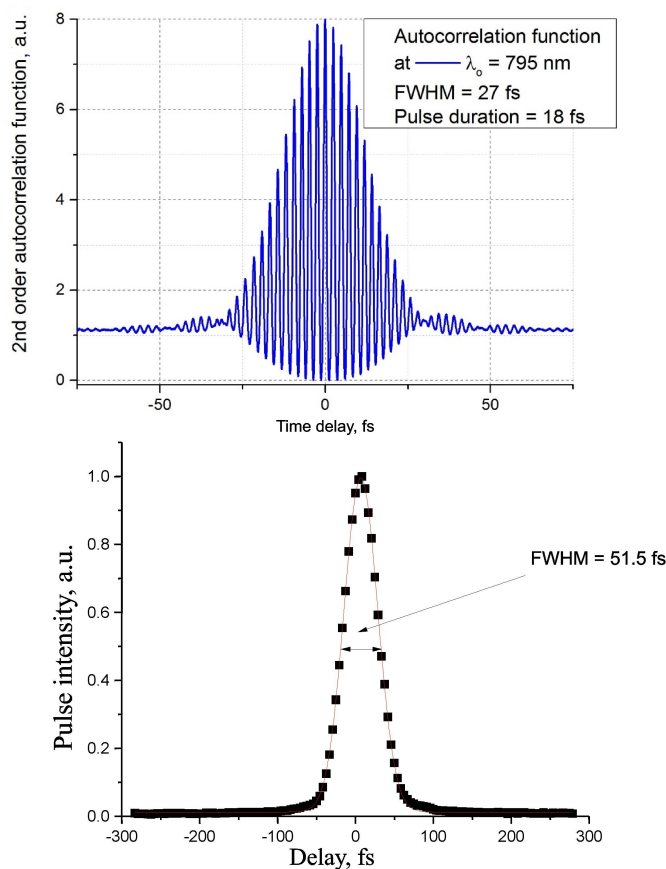 8
6
4
2
0
2nd order autocorrelation function, a.u.
Autocorrelation function
at λo = 795 nm
FWHM = 27 fs
Pulse duration = 18 fs
-50 0 50
Time delay, fs
1.0
0.8
0.6
0.4
0.2
0.0
Pulse intensity, a.u.
FWHM = 51.5 fs
-300 -200 -100 0 100 200 300
Delay, fs